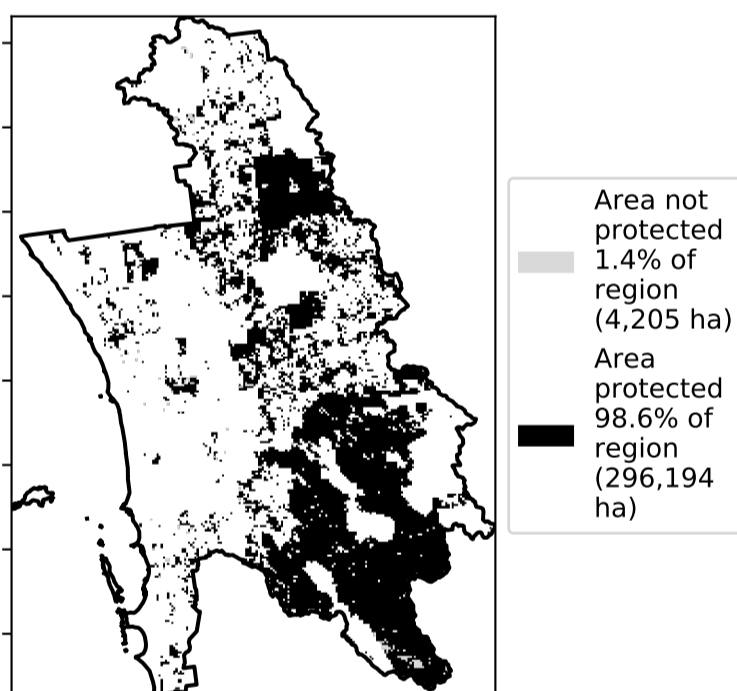 Area not
protected
1.4% of
region
(4,205 ha)
Area
protected
98.6% of
region
(296,194
ha)